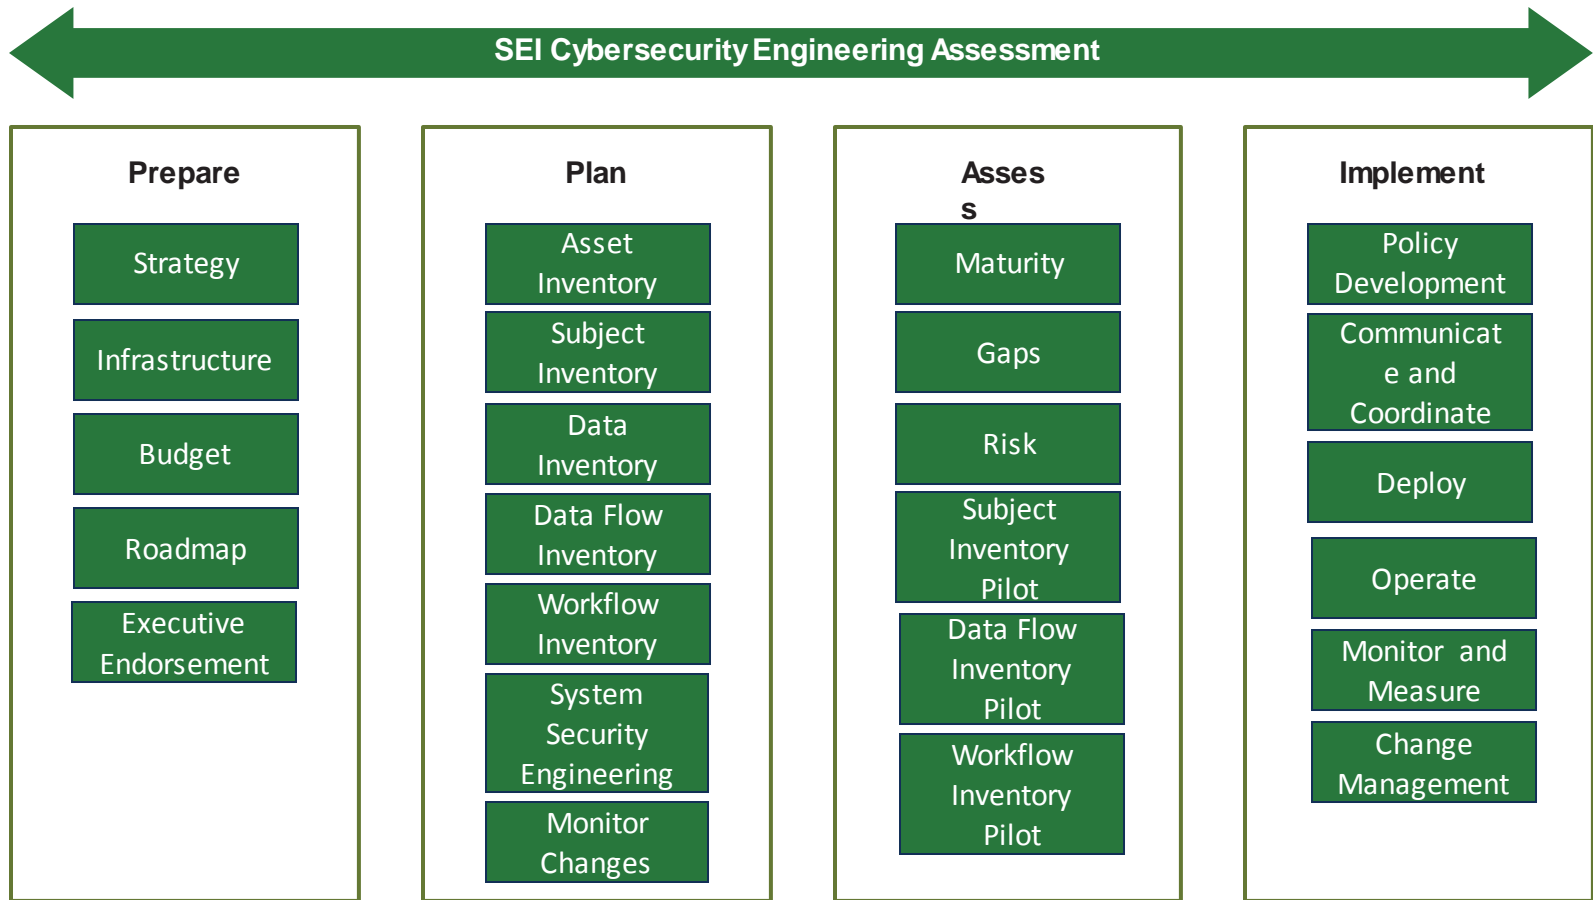 SEI Cybersecurity Engineering Assessment
Prepare
Strategy
Infrastructure
Budget
Roadmap
Executive
Endorsement
Plan
Asset
Inventory
Subject
Inventory
Data
Inventory
Data Flow
Inventory
Workflow
Inventory
System
Security
Engineering
Monitor
Changes
Asses
s
Maturity
Gaps
Risk
Subject
Inventory
Pilot
Data Flow
Inventory
Pilot
Workflow
Inventory
Pilot
Implement
Policy
Development
Communicat
e and
Coordinate
Deploy
Operate
Monitor and
Measure
Change
Management